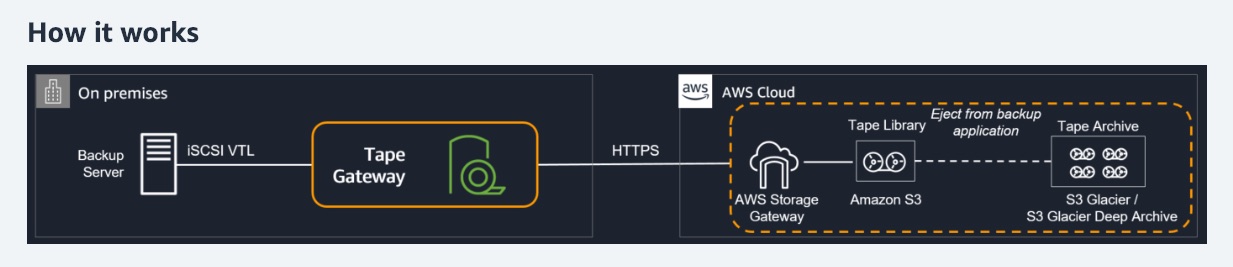 How it works
On premises
Backup
Server
iSCSI VTL
Tape
Gateway
HTTPS
aws
AWS Cloud
AWS Storage
Gateway
Tape Library
Amazon S3
Eject from backup
application
Tape Archive
S3 Glacier /
S3 Glacier Deep Archive